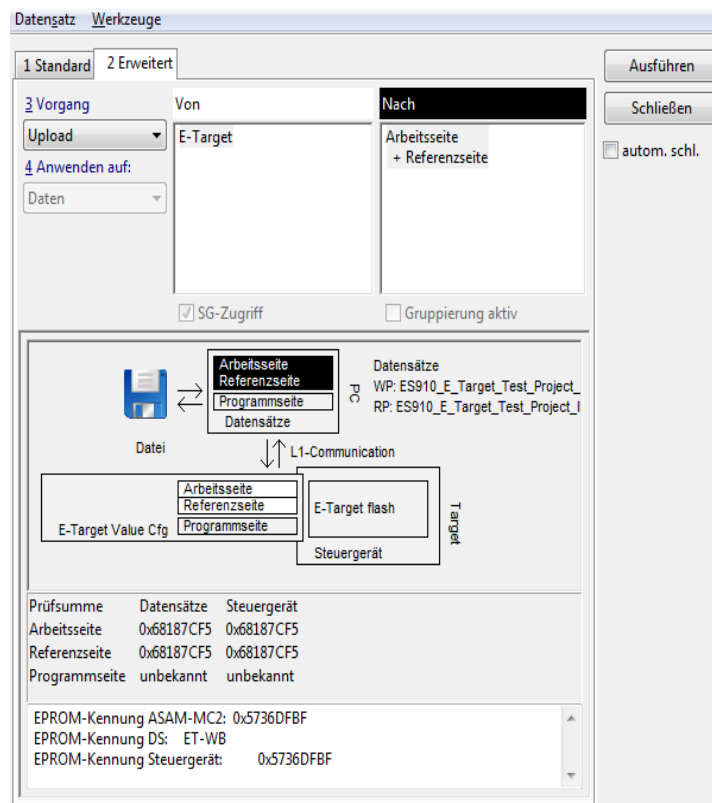 Datensatz Werkzeuge
1 Standard 2 Erweitert
Ausführen
Schließen
autom. schl.
3 Vorgang Von Nach
Upload
4 Anwenden auf:
Daten
E-Target
Arbeitsseite
+ Referenzseite
SG-Zugriff Gruppierung aktiv
Arbeitsseite
Referenzseite
Programmseite
Datensätze
PC
Datensätze
WP: ES910_E_Target_Test_Project_
RP: ES910_E_Target_Test_Project_I
Datei
L1-Communication
Arbeitsseite
Referenzseite
E-Target Value Cfg Programmseite
E-Target flash
Steuergerät
Target
Prüfsumme Datensätze Steuergerät
Arbeitsseite 0x68187CF5 0x68187CF5
Referenzseite 0x68187CF5 0x68187CF5
Programmseite unbekannt unbekannt
EPROM-Kennung ASAM-MC2: 0x5736DFBF
EPROM-Kennung DS: ET-WB
EPROM-Kennung Steuergerät: 0x5736DFBF